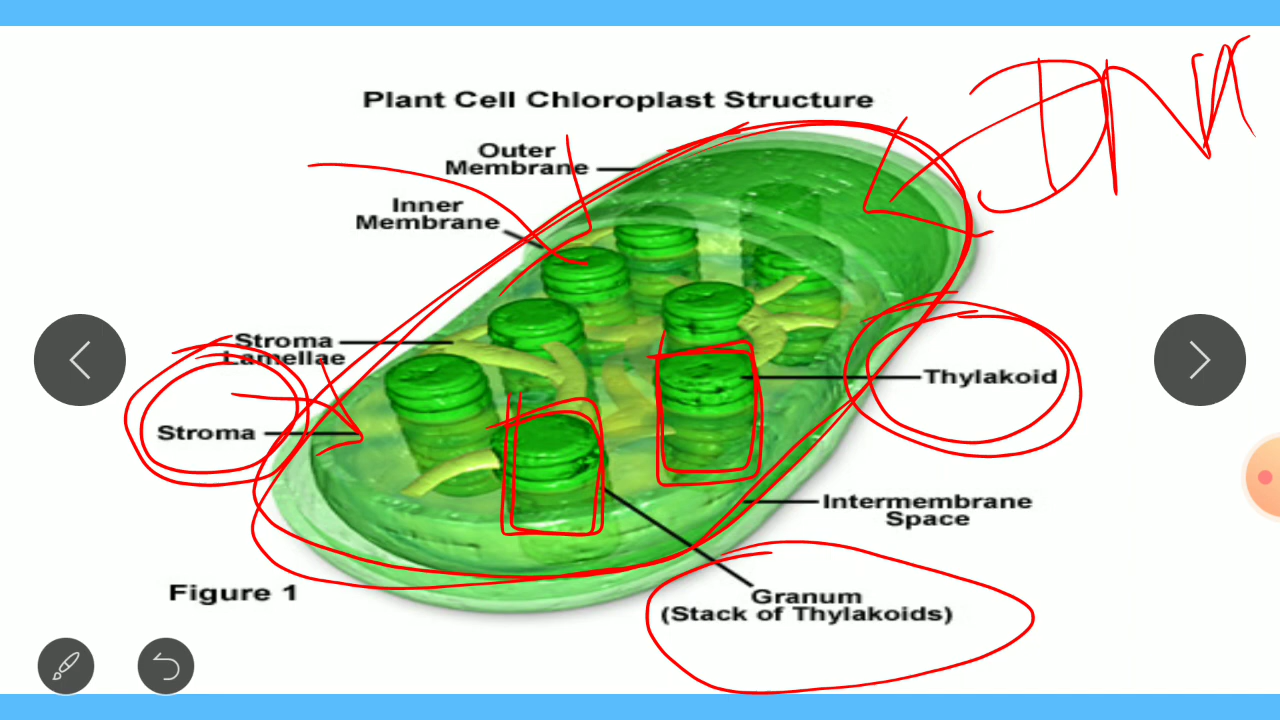 Plant Cell Chloroplast Structure
DNA
Outer
Membrane
Inner
Membrane
Stroma
Lamellae
Thylakoid
Stroma
Intermembrane
Space
Figure 1
Granum
(Stack of Thylakoids)